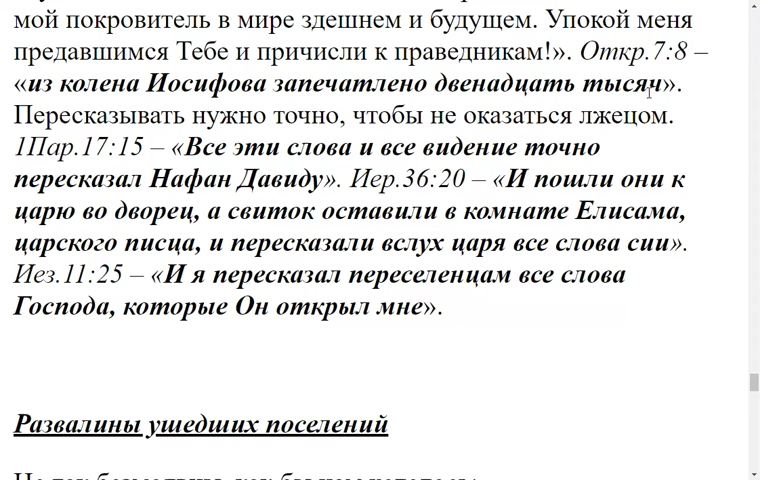 мой покровитель в мире здешнем и будущем. Упокой меня
предавшимся Тебе и причисли к праведникам!». Откр.7:8 –
«из колена Иосифова запечатлено двенадцать тысяч».
Пересказывать нужно точно, чтобы не оказаться лжецом.
1Пар.17:15 – «Все эти слова и все видение точно
пересказал Нафан Давиду». Иер.36:20 – «И пошли они к
царю во дворец, а свиток оставили в комнате Елисама,
царского писца, и пересказали вслух царя все слова сии».
Иез.11:25 – «И я пересказал переселенцам все слова
Господа, которые Он открыл мне».
Развалины ушедших поселений